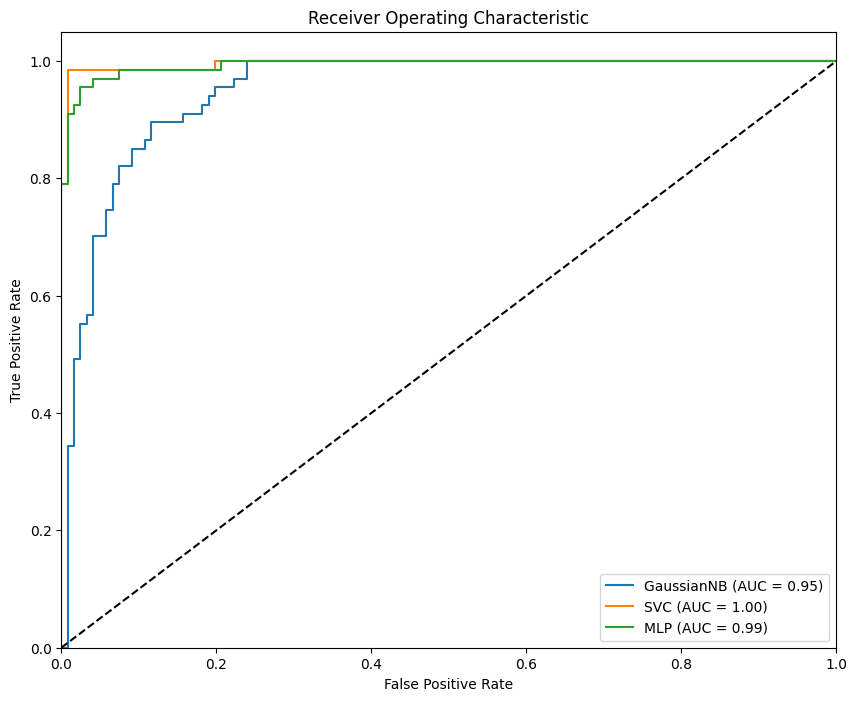 Receiver Operating Characteristic
True Positive Rate
1.0
0.8
0.6
0.4
0.2
0.0
0.0 0.2 0.4 0.6 0.8 1.0
False Positive Rate
GaussianNB (AUC = 0.95)
SVC (AUC = 1.00)
MLP (AUC = 0.99)